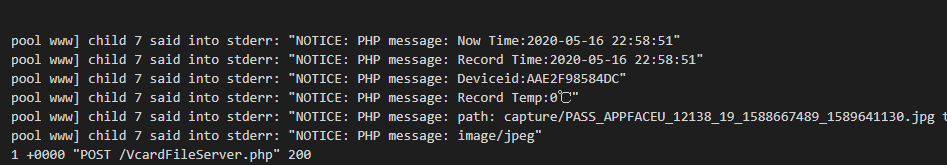 pool www] child 7 said into stderr: "NOTICE: PHP message: Now Time:2020-05-16 22:58:51"
pool www] child 7 said into stderr: "NOTICE: PHP message: Record Time:2020-05-16 22:58:51"
pool www] child 7 said into stderr: "NOTICE: PHP message: Deviceid:AAE2F98584DC"
pool www] child 7 said into stderr: "NOTICE: PHP message: Record Temp:0℃"
pool www] child 7 said into stderr: "NOTICE: PHP message: path: capture/PASS_APPFACEU_12138_19_1588667489_1589641130.jpg t
pool www] child 7 said into stderr: "NOTICE: PHP message: image/jpeg"
1 +0000 "POST /VcardFileServer.php" 200